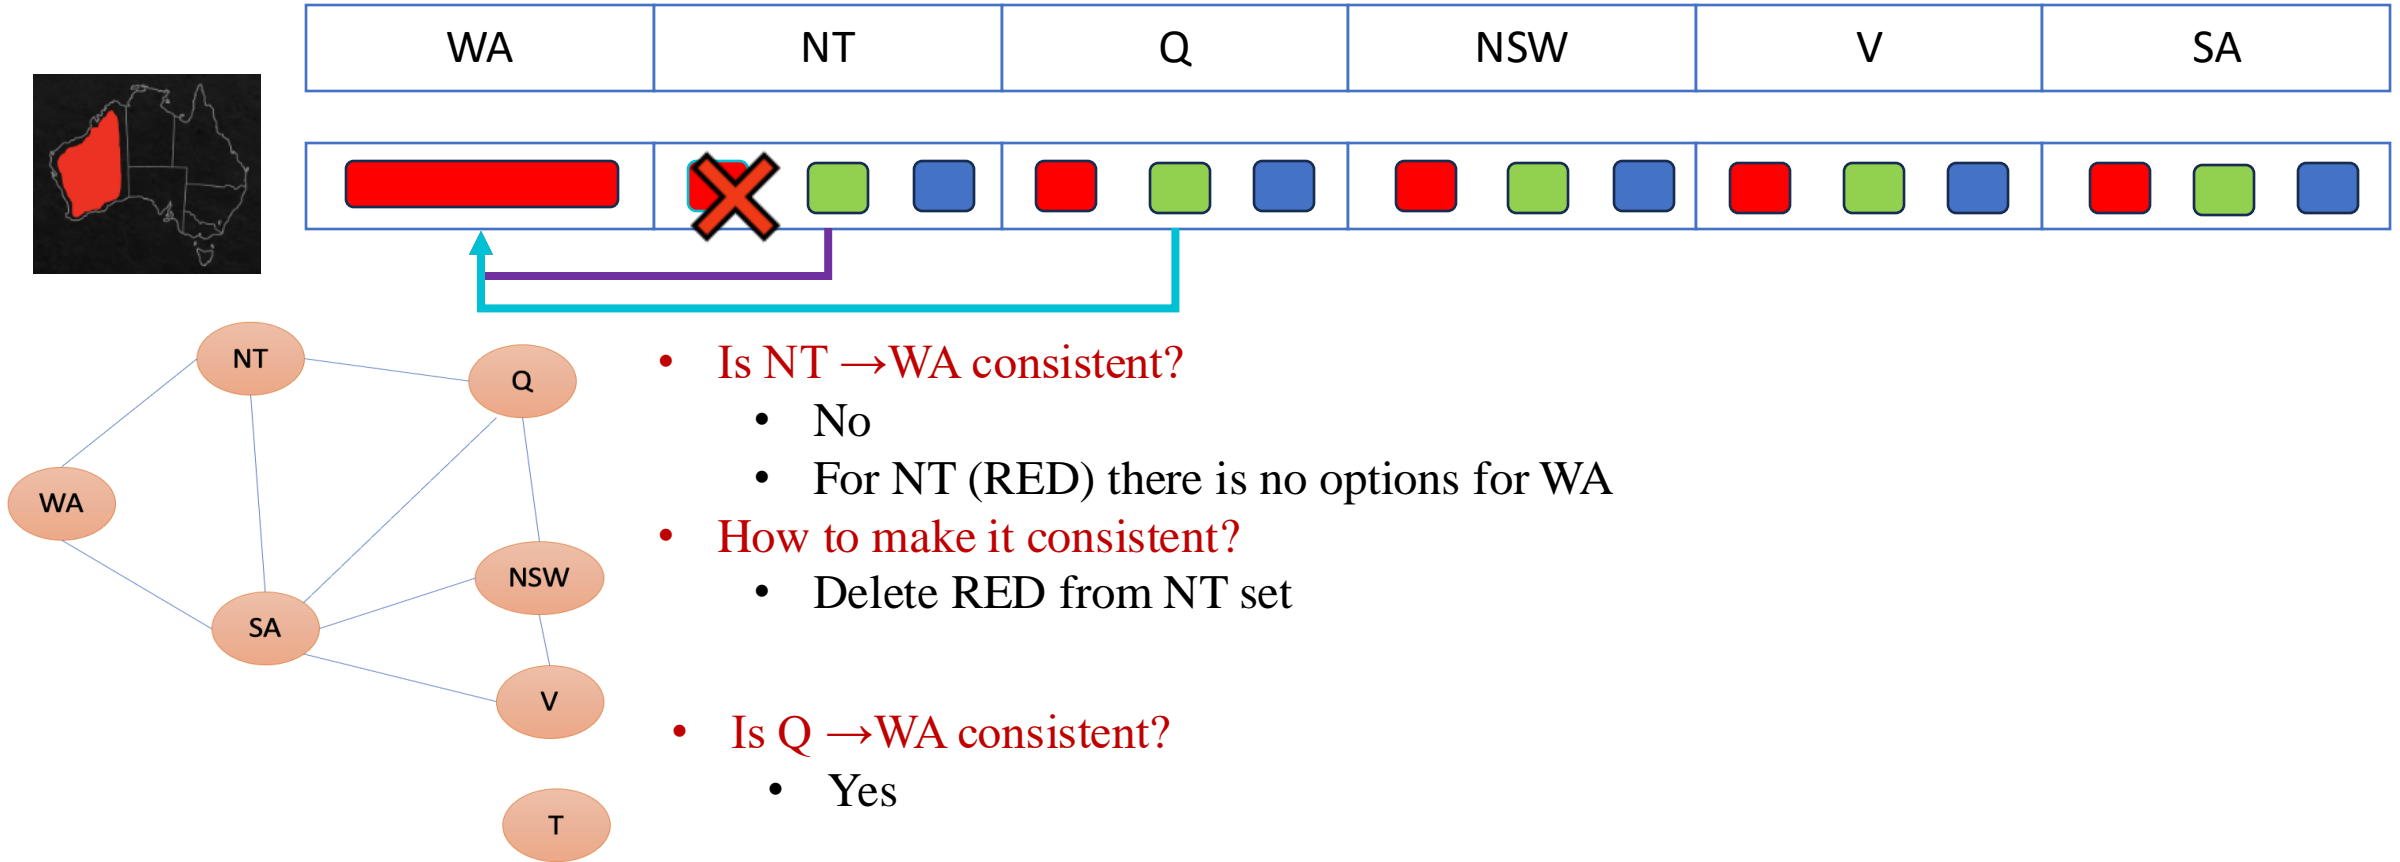 WA NT Q NSW V SA
• Is NT →WA consistent?
• No
• For NT (RED) there is no options for WA
• How to make it consistent?
• Delete RED from NT set
• Is Q →WA consistent?
• Yes
NT
Q
WA
NSW
SA
V
T